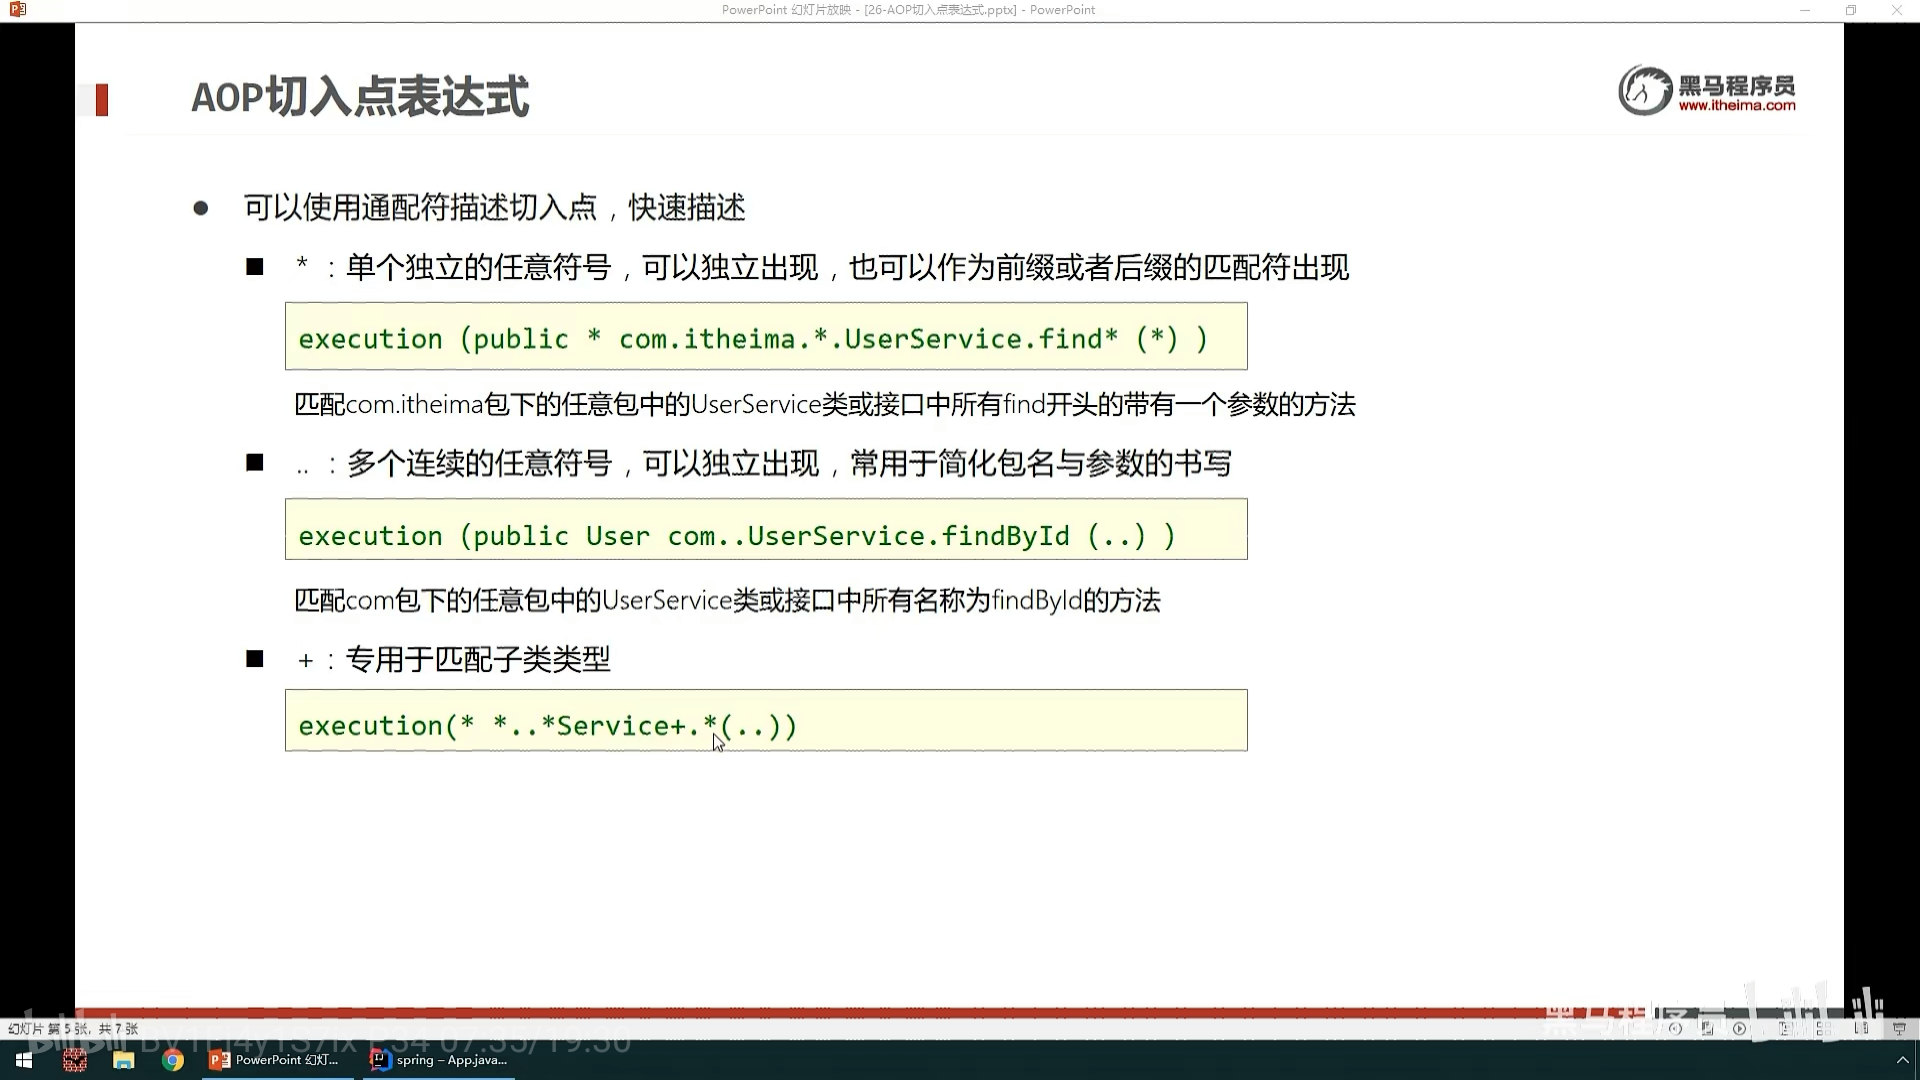 PowerPoint 幻灯片放映 - [26-AOP切入点表达式.pptx] - PowerPoint
AOP切入点表达式
黑马程序员
www.itheima.com
可以使用通配符描述切入点，快速描述
* ：单个独立的任意符号，可以独立出现，也可以作为前缀或者后缀的匹配符出现
execution (public * com.itheima.*.UserService.find* (*) )
匹配com.itheima包下的任意包中的UserService类或接口中所有find开头的带有一个参数的方法
.. ：多个连续的任意符号，可以独立出现，常用于简化包名与参数的书写
execution (public User com..UserService.findById (..) )
匹配com包下的任意包中的UserService类或接口中所有名称为findById的方法
+ ：专用于匹配子类类型
execution(* *..*Service+.*(..))
黑马程序员
bilibili
幻灯片 第 5 张，共 7 张
PowerPoint 幻灯...
spring – App.java...